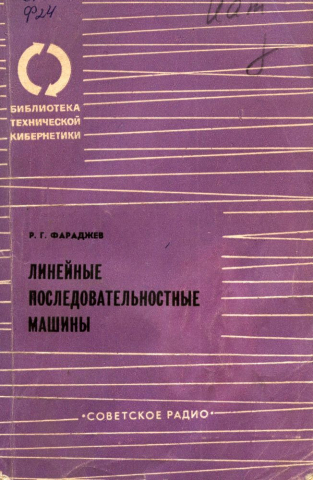 Ф24
БИБЛИОТЕКА
ТЕХНИЧЕСКОЙ
КИБЕРНЕТИКИ
Р. Г. ФАРАДЖЕВ
ЛИНЕЙНЫЕ
ПОСЛЕДОВАТЕЛЬНОСТНЫЕ
МАШИНЫ
•СОВЕТСКОЕ РАДИО•